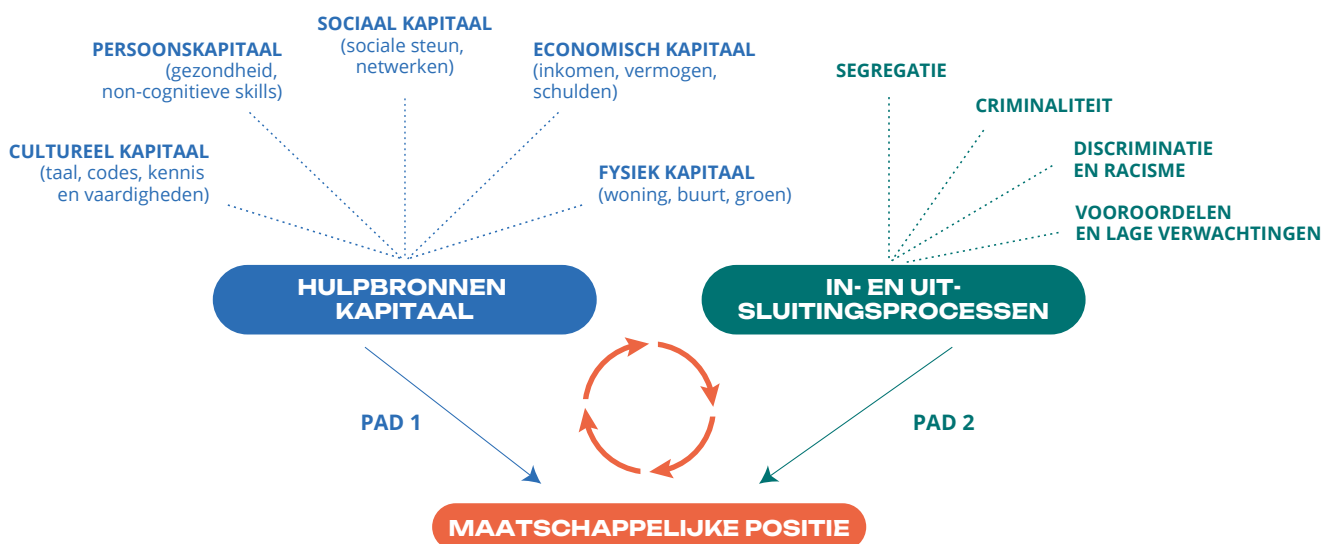 SOCIAAL KAPITAAL
(sociale steun,
netwerken)
PERSOONSKAPITAAL
(gezondheid,
non-cognitieve skills)
ECONOMISCH KAPITAAL
(inkomen, vermogen,
schulden)
CULTUREEL KAPITAAL
(taal, codes, kennis
en vaardigheden)
FYSIEK KAPITAAL
(woning, buurt, groen)
SEGREGATIE
CRIMINALITEIT
DISCRIMINATIE
EN RACISME
VOOROORDELEN
EN LAGE VERWACHTINGEN
HULPBRONNEN
KAPITAAL
IN- EN UIT-
SLUITINGSPROCESSEN
PAD 1
PAD 2
MAATSCHAPPELIJKE POSITIE